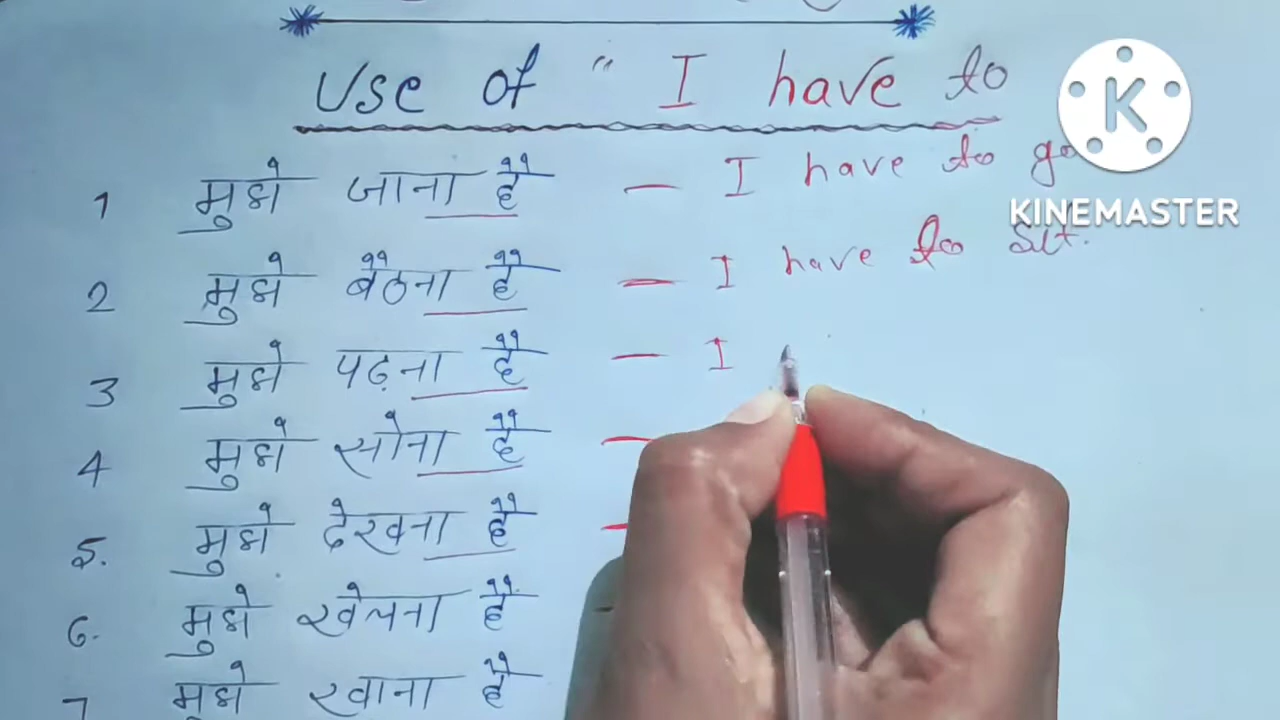 Use of " I have to
1 मुझे जाना है — I have to go
2 मुझे बैठना है — I have to sit.
3 मुझे पढ़ना है — I
4 मुझे सोना है —
5. मुझे देखना है —
6. मुझे खेलना है
7 मुझे खाना है
K
KINEMASTER